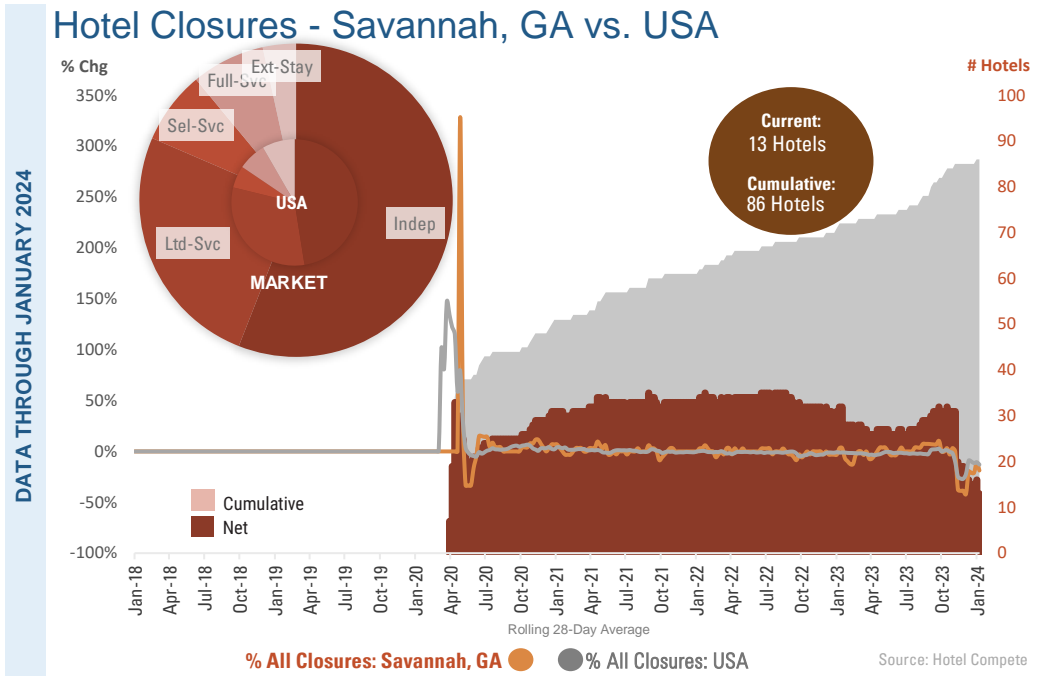 Hotel Closures - Savannah, GA vs. USA
DATA THROUGH JANUARY 2024
% Chg
# Hotels
350%
300%
250%
200%
150%
100%
50%
0%
-50%
-100%
100
90
80
70
60
50
40
30
20
10
0
Ext-Stay
Full-Svc
Sel-Svc
Ltd-Svc
Indep
USA
MARKET
Current:
13 Hotels
Cumulative:
86 Hotels
Cumulative
Net
Jan-18
Apr-18
Jul-18
Oct-18
Jan-19
Apr-19
Jul-19
Oct-19
Jan-20
Apr-20
Jul-20
Oct-20
Jan-21
Apr-21
Jul-21
Oct-21
Jan-22
Apr-22
Jul-22
Oct-22
Jan-23
Apr-23
Jul-23
Oct-23
Jan-24
Rolling 28-Day Average
% All Closures: Savannah, GA
% All Closures: USA
Source: Hotel Compete